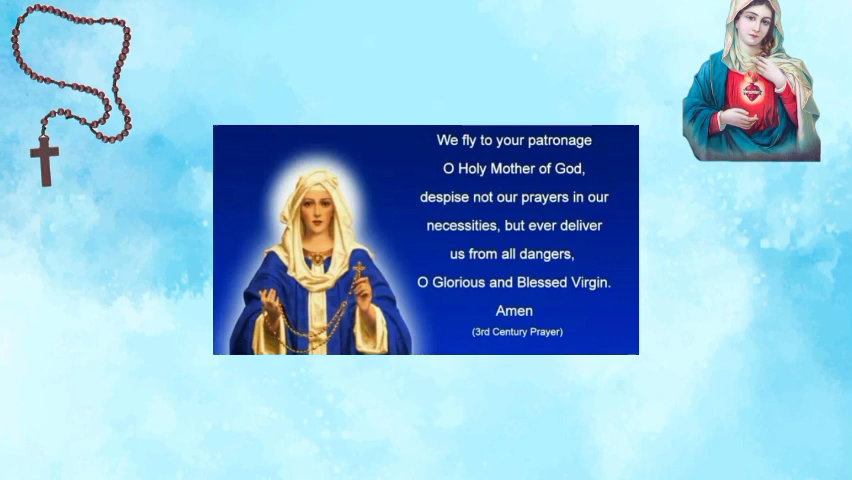 We fly to your patronage
O Holy Mother of God,
despise not our prayers in our
necessities, but ever deliver
us from all dangers,
O Glorious and Blessed Virgin.
Amen
(3rd Century Prayer)